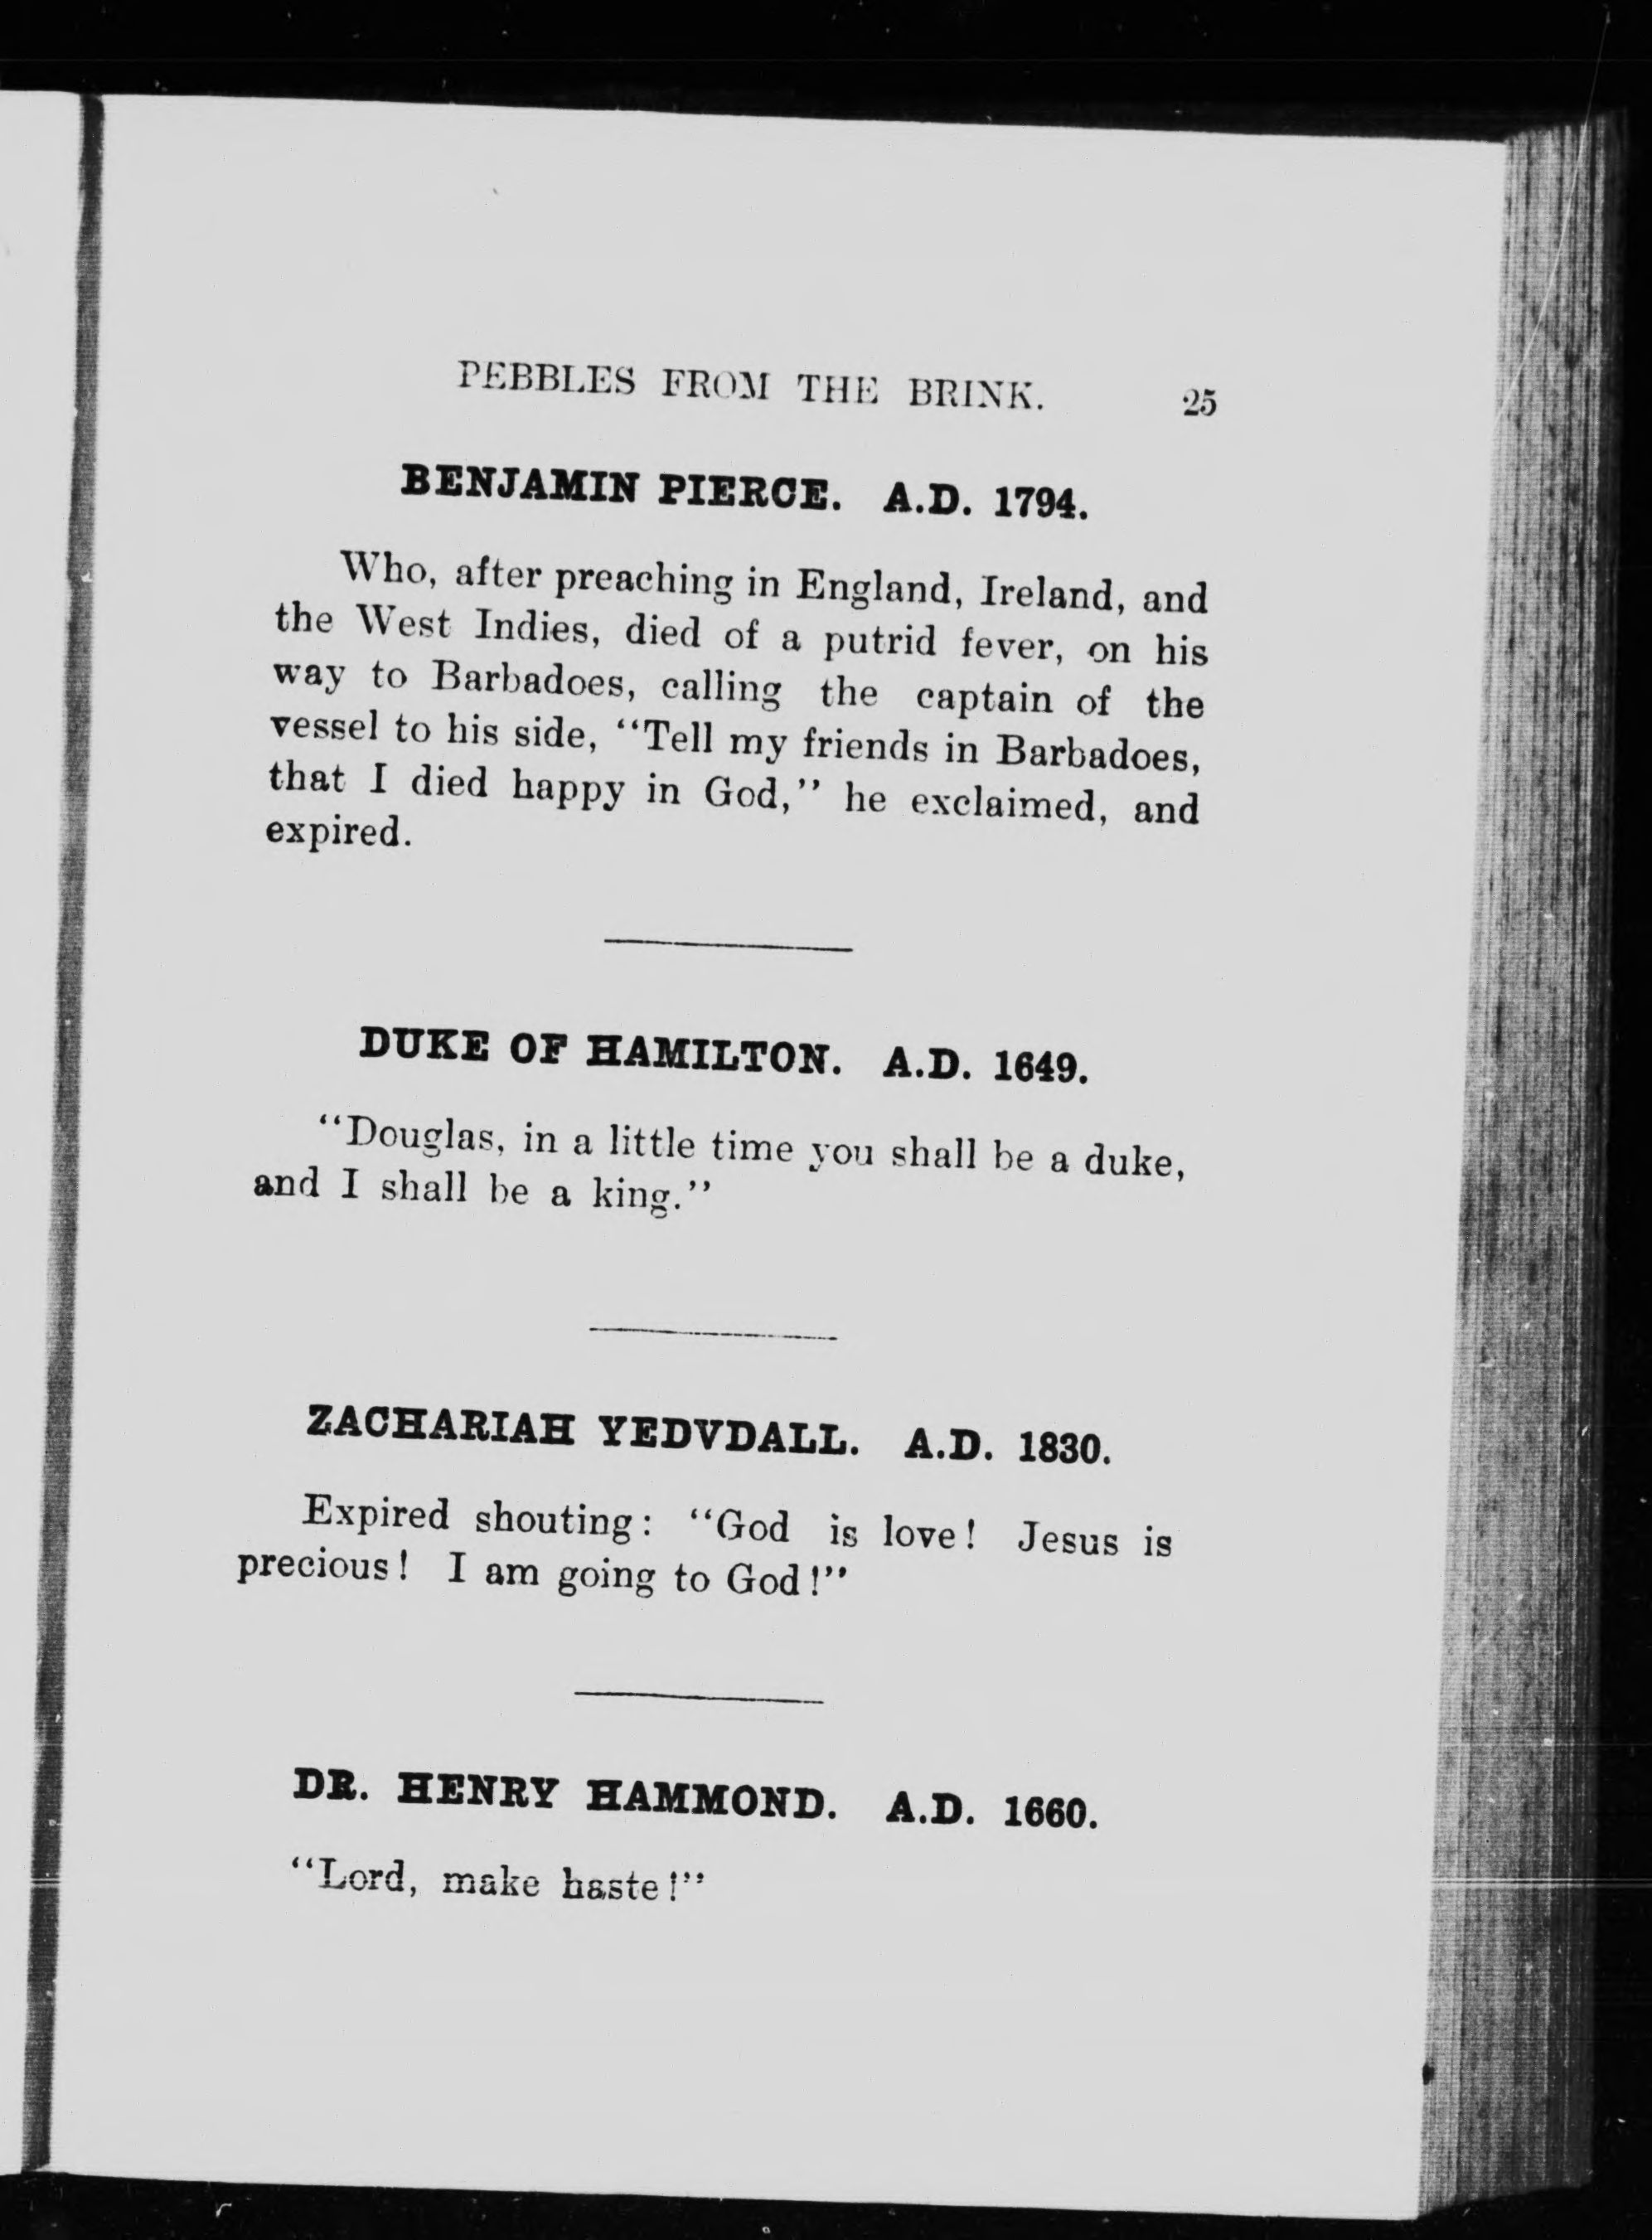 PEBBLES FROM THE BRINK. 25
BENJAMIN PIERCE. A.D. 1794.
Who, after preaching in England, Ireland, and
the West Indies, died of a putrid fever, on his
way to Barbadoes, calling the captain of the
vessel to his side, “Tell my friends in Barbadoes,
that I died happy in God,” he exclaimed, and
expired.
DUKE OF HAMILTON. A.D. 1649.
“Douglas, in a little time you shall be a duke,
and I shall be a king.”
ZACHARIAH YEDVDALL. A.D. 1830.
Expired shouting: “God is love! Jesus is
precious! I am going to God!”
DR. HENRY HAMMOND. A.D. 1660.
“Lord, make haste!”